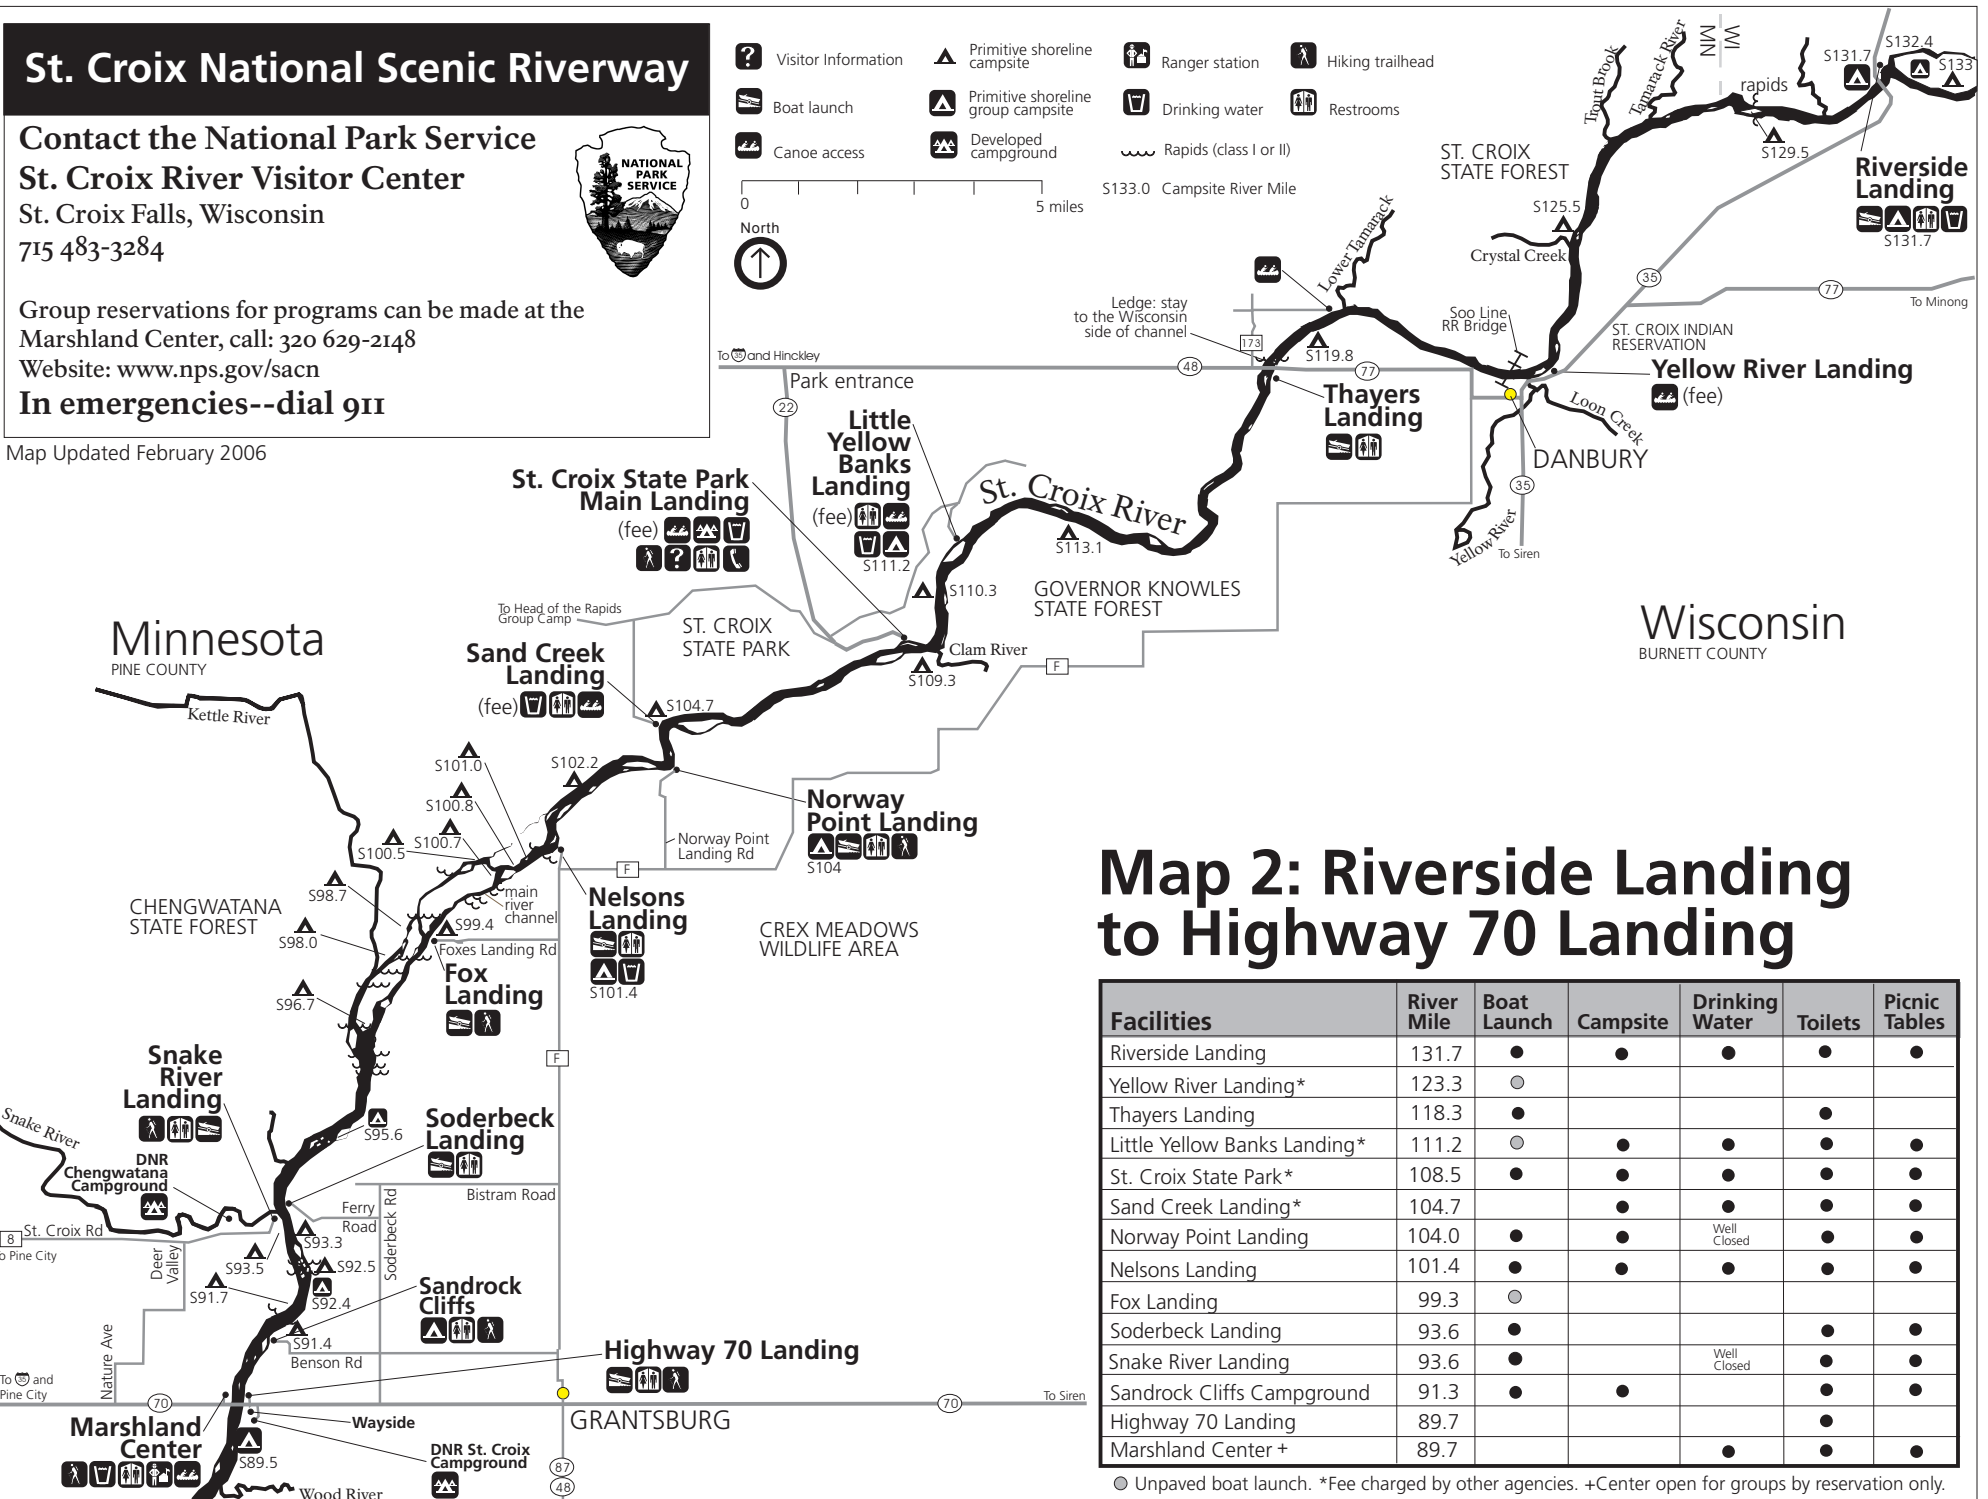 St. Croix National Scenic Riverway
Contact the National Park Service
St. Croix River Visitor Center
St. Croix Falls, Wisconsin
715 483-3284
NATIONAL
PARK
SERVICE
Group reservations for programs can be made at the
Marshland Center, call: 320 629-2148
Website: www.nps.gov/sacn
In emergencies--dial 911
Map Updated February 2006
? Visitor Information
Boat launch
Canoe access
Primitive shoreline
campsite
Primitive shoreline
group campsite
Developed
campground
Ranger station
Drinking water
Rapids (class I or II)
S133.0 Campsite River Mile
Hiking trailhead
Restrooms
0
5 miles
North
WI
MN
Trout Brook
Tamarack River
rapids
S131.7
S132.4
S133
S129.5
Riverside
Landing
S131.7
ST. CROIX
STATE FOREST
S125.5
Crystal Creek
Lower Tamarack
35
77
To Minong
Ledge: stay
to the Wisconsin
side of channel
173
S119.8
Soo Line
RR Bridge
ST. CROIX INDIAN
RESERVATION
Yellow River Landing
(fee)
To 35 and Hinckley
48
77
Park entrance
22
Thayers
Landing
Loon Creek
DANBURY
35
Yellow River
To Siren
Little
Yellow
Banks
Landing
(fee)
S111.2
St. Croix State Park
Main Landing
(fee)
?
St. Croix River
S113.1
S110.3
GOVERNOR KNOWLES
STATE FOREST
To Head of the Rapids
Group Camp
ST. CROIX
STATE PARK
Clam River
F
S109.3
Wisconsin
BURNETT COUNTY
Minnesota
PINE COUNTY
Kettle River
Sand Creek
Landing
(fee)
S104.7
S102.2
S101.0
S100.8
S100.7
S100.5
Norway
Point Landing
S104
Norway Point
Landing Rd
F
S98.7
main
river
channel
Nelsons
Landing
S101.4
CHENGWATANA
STATE FOREST
S98.0
S99.4
Foxes Landing Rd
Fox
Landing
CREX MEADOWS
WILDLIFE AREA
S96.7
F
Snake
River
Landing
Snake River
S95.6
Soderbeck
Landing
DNR
Chengwatana
Campground
Bistram Road
Ferry
Road
Soderbeck Rd
8
St. Croix Rd
o Pine City
Deer
Valley
S93.3
S93.5
S92.5
S91.7
S92.4
Sandrock
Cliffs
S91.4
Benson Rd
Nature Ave
To 35 and
Pine City
Highway 70 Landing
70
70
To Siren
Marshland
Center
Wayside
GRANTSBURG
S89.5
DNR St. Croix
Campground
87
48
Wood River
Map 2: Riverside Landing
to Highway 70 Landing
Facilities River Mile Boat Launch Campsite Drinking Water Toilets Picnic Tables
Riverside Landing 131.7 ● ● ● ● ●
Yellow River Landing* 123.3 ●
Thayers Landing 118.3 ● ●
Little Yellow Banks Landing* 111.2 ● ● ● ● ●
St. Croix State Park* 108.5 ● ● ● ● ●
Sand Creek Landing* 104.7 ● ● ● ●
Norway Point Landing 104.0 ● ● Well Closed ● ●
Nelsons Landing 101.4 ● ● ● ● ●
Fox Landing 99.3 ●
Soderbeck Landing 93.6 ● ● ●
Snake River Landing 93.6 ● Well Closed ● ●
Sandrock Cliffs Campground 91.3 ● ● ● ●
Highway 70 Landing 89.7 ●
Marshland Center + 89.7 ● ● ●
● Unpaved boat launch. *Fee charged by other agencies. +Center open for groups by reservation only.